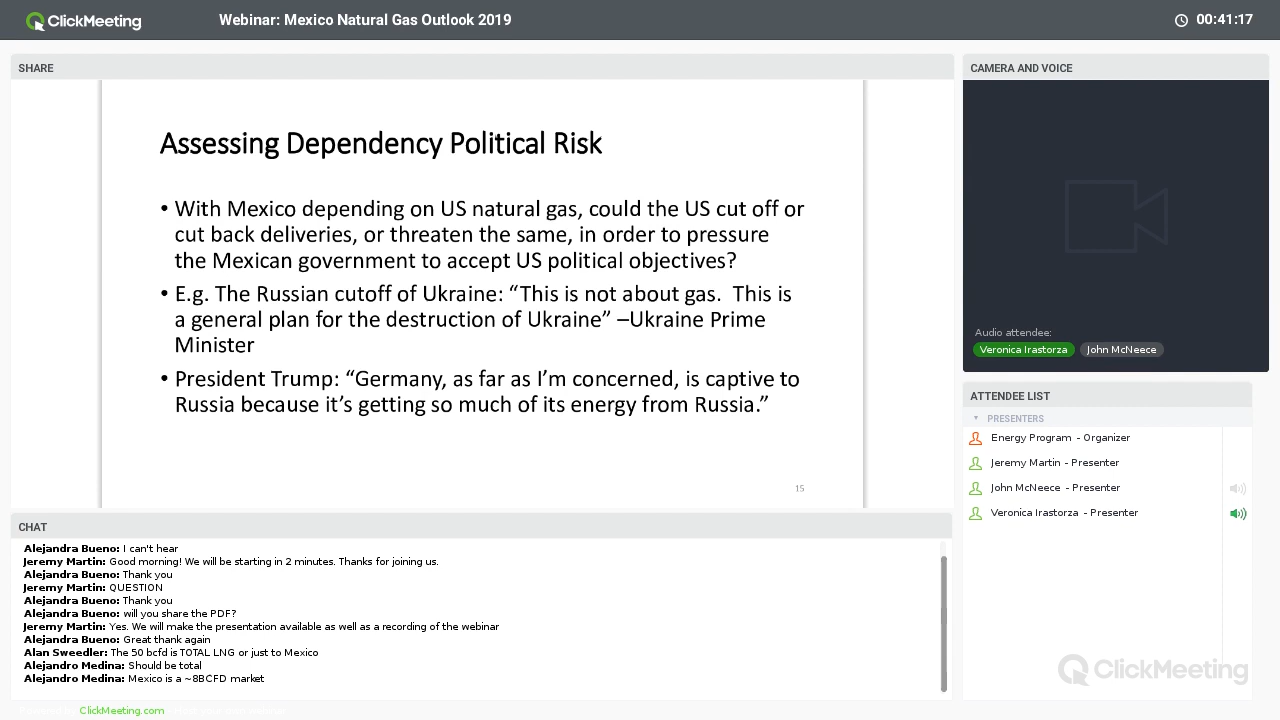 ClickMeeting
Webinar: Mexico Natural Gas Outlook 2019
00:41:17
SHARE
Assessing Dependency Political Risk
• With Mexico depending on US natural gas, could the US cut off or
cut back deliveries, or threaten the same, in order to pressure
the Mexican government to accept US political objectives?
• E.g. The Russian cutoff of Ukraine: “This is not about gas.  This is
a general plan for the destruction of Ukraine” –Ukraine Prime
Minister
• President Trump: “Germany, as far as I’m concerned, is captive to
Russia because it’s getting so much of its energy from Russia.”
15
CAMERA AND VOICE
Audio attendee:
Veronica Irastorza
John McNeece
ATTENDEE LIST
PRESENTERS
Energy Program - Organizer
Jeremy Martin - Presenter
John McNeece - Presenter
Veronica Irastorza - Presenter
ClickMeeting
CHAT
Alejandra Bueno: I can't hear
Jeremy Martin: Good morning! We will be starting in 2 minutes. Thanks for joining us.
Alejandra Bueno: Thank you
Jeremy Martin: QUESTION
Alejandra Bueno: Thank you
Alejandra Bueno: will you share the PDF?
Jeremy Martin: Yes. We will make the presentation available as well as a recording of the webinar
Alejandra Bueno: Great thank again
Alan Sweedler: The 50 bcfd is TOTAL LNG or just to Mexico
Alejandro Medina: Should be total
Alejandro Medina: Mexico is a ~8BCFD market
ClickMeeting.com